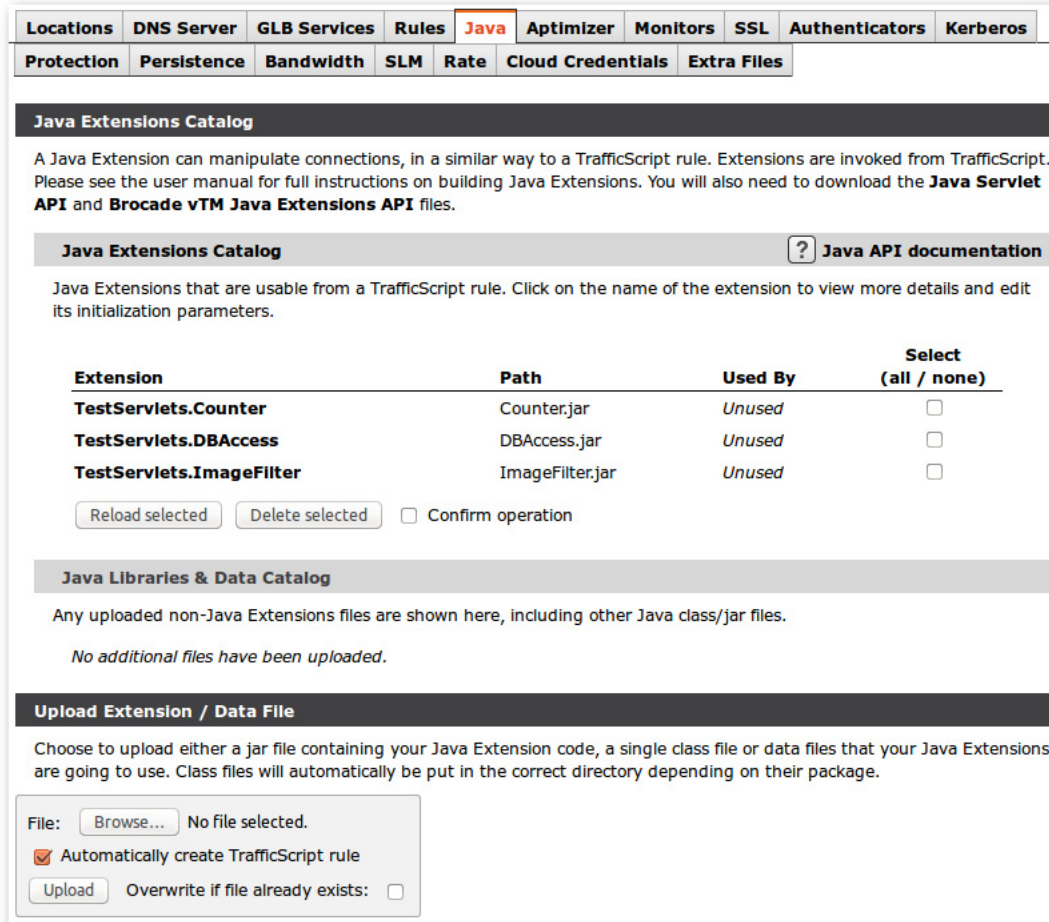 Locations DNS Server GLB Services Rules Java Aptimizer Monitors SSL Authenticators Kerberos
Protection Persistence Bandwidth SLM Rate Cloud Credentials Extra Files
Java Extensions Catalog
A Java Extension can manipulate connections, in a similar way to a TrafficScript rule. Extensions are invoked from TrafficScript.
Please see the user manual for full instructions on building Java Extensions. You will also need to download the Java Servlet
API and Brocade vTM Java Extensions API files.
Java Extensions Catalog ? Java API documentation
Java Extensions that are usable from a TrafficScript rule. Click on the name of the extension to view more details and edit
its initialization parameters.
Select
Extension Path Used By (all / none)
TestServlets.Counter Counter.jar Unused
TestServlets.DBAccess DBAccess.jar Unused
TestServlets.ImageFilter ImageFilter.jar Unused
Reload selected Delete selected Confirm operation
Java Libraries & Data Catalog
Any uploaded non-Java Extensions files are shown here, including other Java class/jar files.
No additional files have been uploaded.
Upload Extension / Data File
Choose to upload either a jar file containing your Java Extension code, a single class file or data files that your Java Extensions
are going to use. Class files will automatically be put in the correct directory depending on their package.
File: Browse... No file selected.
Automatically create TrafficScript rule
Upload Overwrite if file already exists: